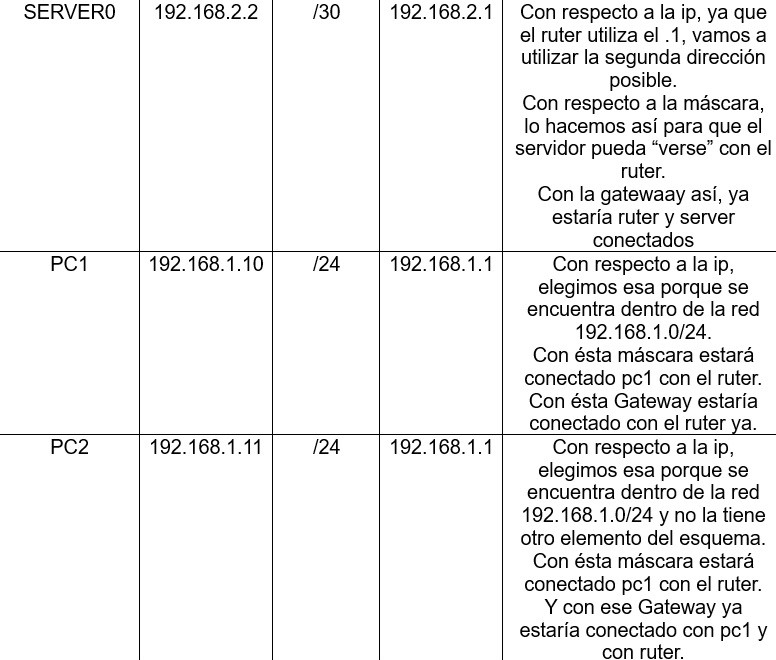 SERVER0 192.168.2.2 /30 192.168.2.1 Con respecto a la ip, ya que
el ruter utiliza el .1, vamos a
utilizar la segunda dirección
posible.
Con respecto a la máscara,
lo hacemos así para que el
servidor pueda “verse” con el
ruter.
Con la gatewaay así, ya
estaría ruter y server
conectados
PC1 192.168.1.10 /24 192.168.1.1 Con respecto a la ip,
elegimos esa porque se
encuentra dentro de la red
192.168.1.0/24.
Con ésta máscara estará
conectado pc1 con el ruter.
Con ésta Gateway estaría
conectado con el ruter ya.
PC2 192.168.1.11 /24 192.168.1.1 Con respecto a la ip,
elegimos esa porque se
encuentra dentro de la red
192.168.1.0/24 y no la tiene
otro elemento del esquema.
Con ésta máscara estará
conectado pc1 con el ruter.
Y con ese Gateway ya
estaría conectado con pc1 y
con ruter.